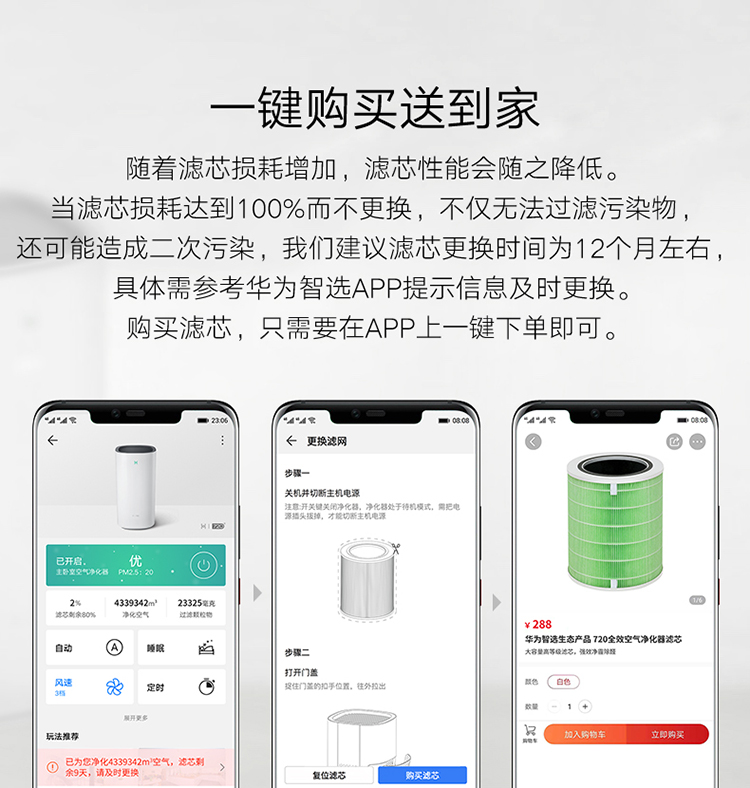 一键购买送到家
随着滤芯损耗增加，滤芯性能会随之降低。
当滤芯损耗达到100%而不更换，不仅无法过滤污染物，
还可能造成二次污染，我们建议滤芯更换时间为12个月左右，
具体需参考华为智选APP提示信息及时更换。
购买滤芯，只需要在APP上一键下单即可。
23:06
720
已开启
主卧室空气净化器
优
PM2.5：20
2%
滤芯剩余80%
4339342m³
净化空气
23325毫克
过滤颗粒物
自动
A
睡眠
风速
3档
定时
展开更多
玩法推荐
已为您净化4339342m³空气，滤芯剩
余9天，请及时更换
08:08
更换滤网
步骤一
关机并切断主机电源
注意:开关键关闭净化器，净化器处于待机模式，需把电
源插头拔掉，才能切断主机电源
步骤二
打开门盖
捉住门盖的扣手位置，往外拉出
复位滤芯
购买滤芯
08:08
1/6
¥ 288
华为智选生态产品 720全效空气净化器滤芯
大容量高等级滤芯，强效净霾除醛
颜色
白色
数量
1
购物车
加入购物车
立即购买